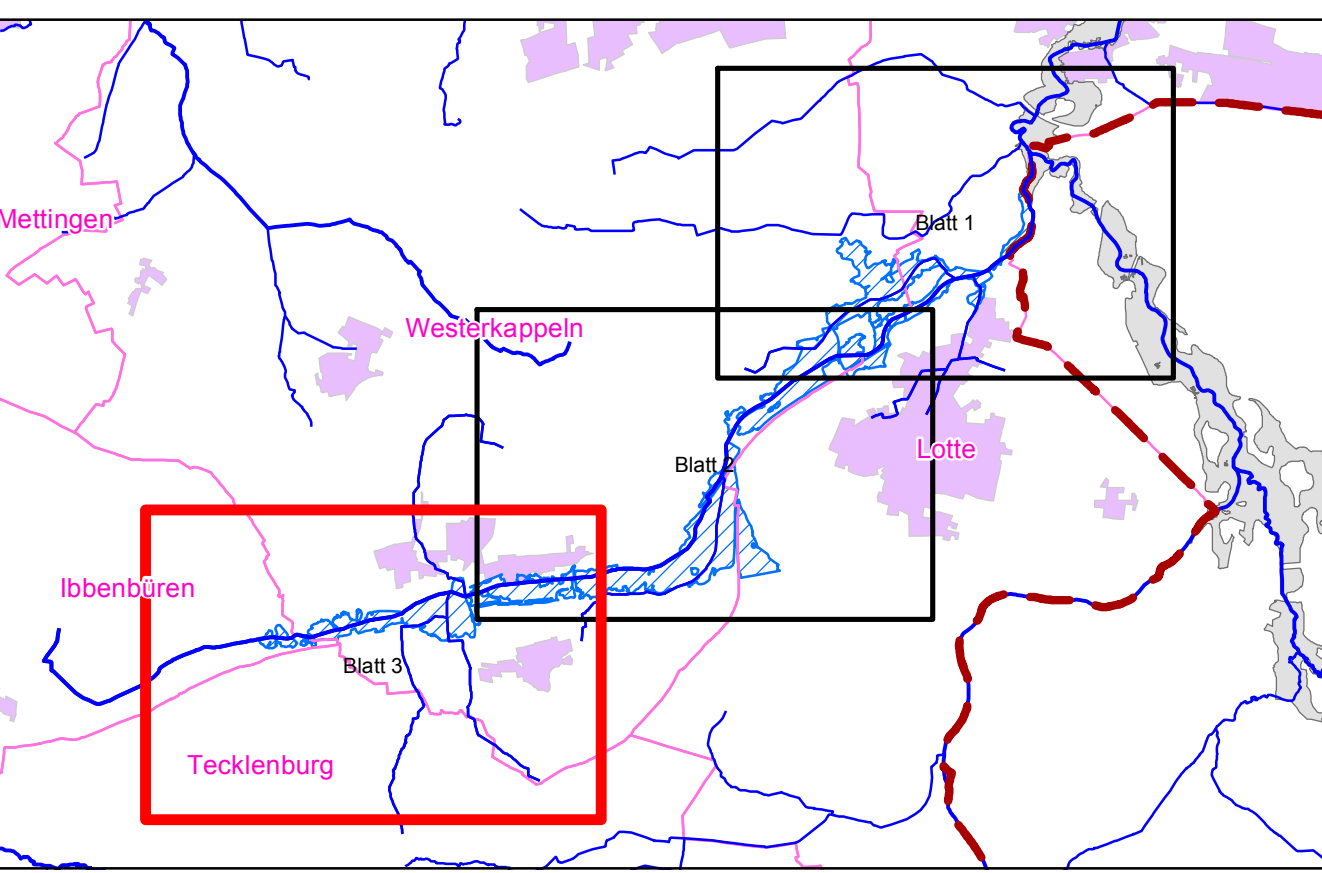 Mettingen
Blatt 1
Westerkappeln
Lotte
Blatt 2
Ibbenbüren
Blatt 3
Tecklenburg